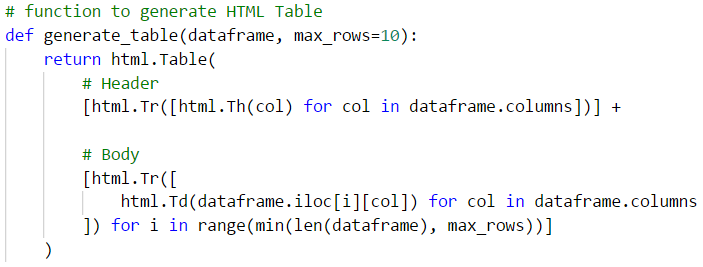 # function to generate HTML Table
def generate_table(dataframe, max_rows=10):
    return html.Table(
        # Header
        [html.Tr([html.Th(col) for col in dataframe.columns])] +

        # Body
        [html.Tr([
            html.Td(dataframe.iloc[i][col]) for col in dataframe.columns
        ]) for i in range(min(len(dataframe), max_rows))]
    )